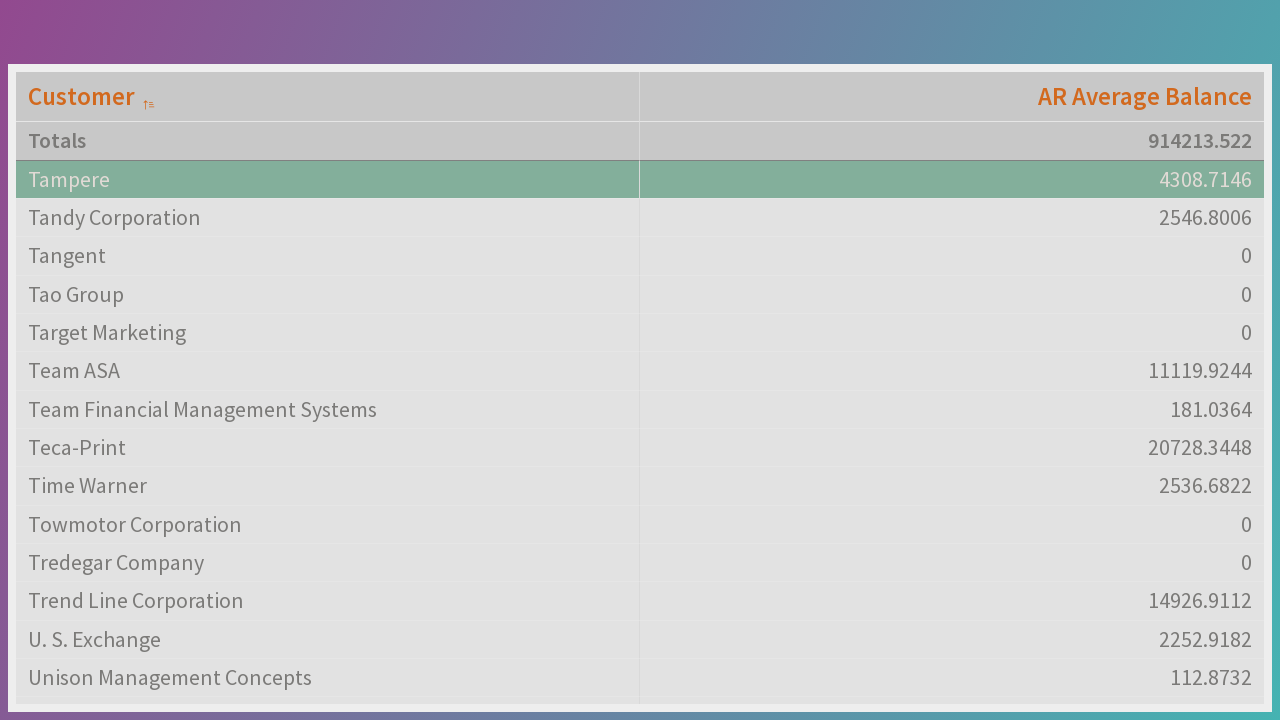 Customer AR Average Balance
Totals 914213.522
Tampere 4308.7146
Tandy Corporation 2546.8006
Tangent 0
Tao Group 0
Target Marketing 0
Team ASA 11119.9244
Team Financial Management Systems 181.0364
Teca-Print 20728.3448
Time Warner 2536.6822
Towmotor Corporation 0
Tredegar Company 0
Trend Line Corporation 14926.9112
U. S. Exchange 2252.9182
Unison Management Concepts 112.8732